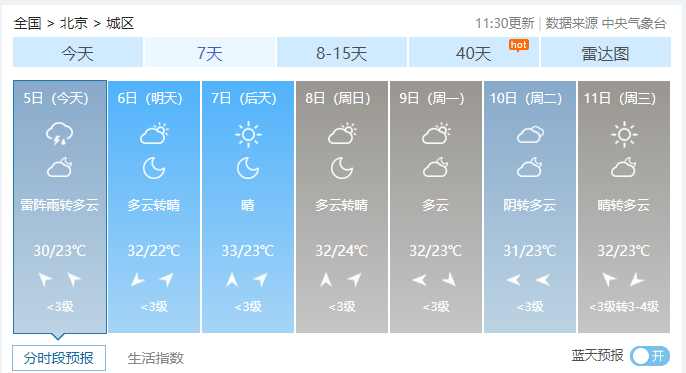 全国 > 北京 > 城区
11:30更新 | 数据来源 中央气象台
今天 7天 8-15天 40天 hot 雷达图
5日（今天） 6日（明天） 7日（后天） 8日（周日） 9日（周一） 10日（周二） 11日（周三）
雷阵雨转多云 多云转晴 晴 多云转晴 多云 阴转多云 晴转多云
30/23℃ 32/22℃ 33/23℃ 32/24℃ 32/23℃ 31/23℃ 32/23℃
<3级 <3级 <3级 <3级 <3级 <3级 <3级转3-4级
分时段预报 生活指数 蓝天预报 开